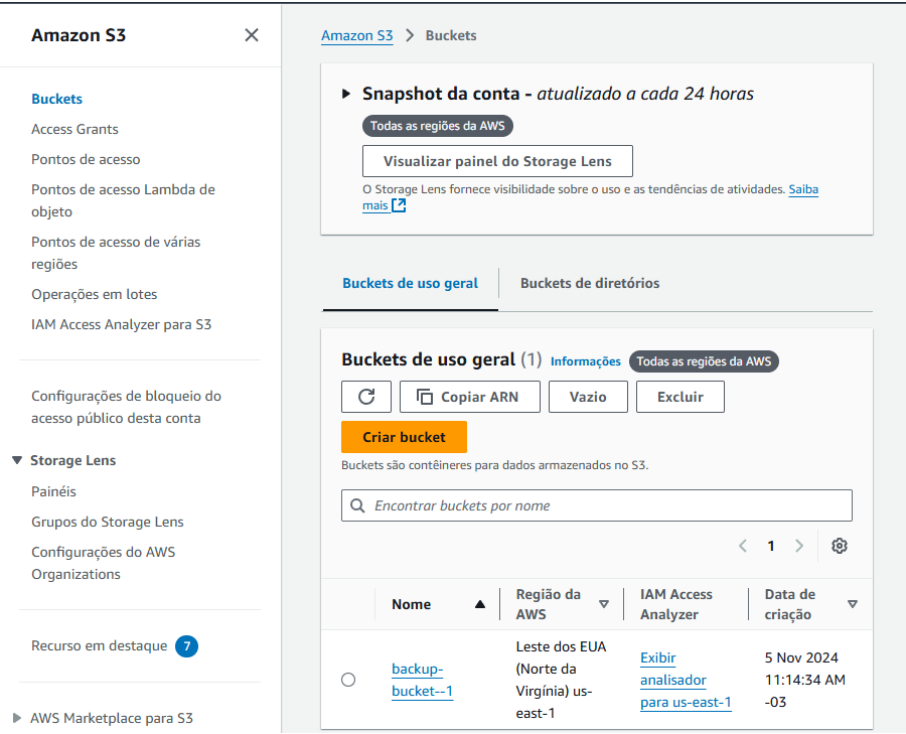 Amazon S3
Buckets
Access Grants
Pontos de acesso
Pontos de acesso Lambda de
objeto
Pontos de acesso de várias
regiões
Operações em lotes
IAM Access Analyzer para S3
Configurações de bloqueio do
acesso público desta conta
Storage Lens
Painéis
Grupos do Storage Lens
Configurações do AWS
Organizations
Recurso em destaque 7
AWS Marketplace para S3
Amazon S3 > Buckets
Snapshot da conta - atualizado a cada 24 horas
Todas as regiões da AWS
Visualizar painel do Storage Lens
O Storage Lens fornece visibilidade sobre o uso e as tendências de atividades. Saiba
mais
Buckets de uso geral
Buckets de diretórios
Buckets de uso geral (1) Informações Todas as regiões da AWS
Copiar ARN
Vazio
Excluir
Criar bucket
Buckets são contêineres para dados armazenados no S3.
Encontrar buckets por nome
< 1 >
Nome
Região da
AWS
IAM Access
Analyzer
Data de
criação
backup-
bucket--1
Leste dos EUA
(Norte da
Virgínia) us-
east-1
Exibir
analisador
para us-east-1
5 Nov 2024
11:14:34 AM
-03